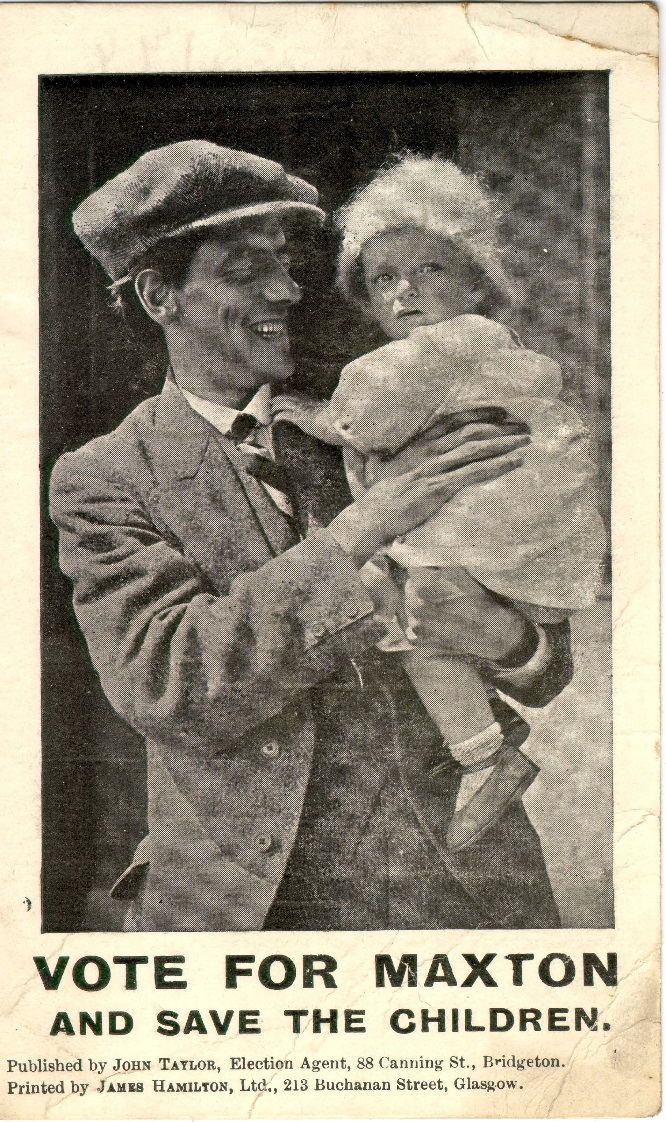 VOTE FOR MAXTON
AND SAVE THE CHILDREN.
Published by JOHN TAYLOR, Election Agent, 88 Canning St., Bridgeton.
Printed by JAMES HAMILTON, Ltd., 213 Buchanan Street, Glasgow.